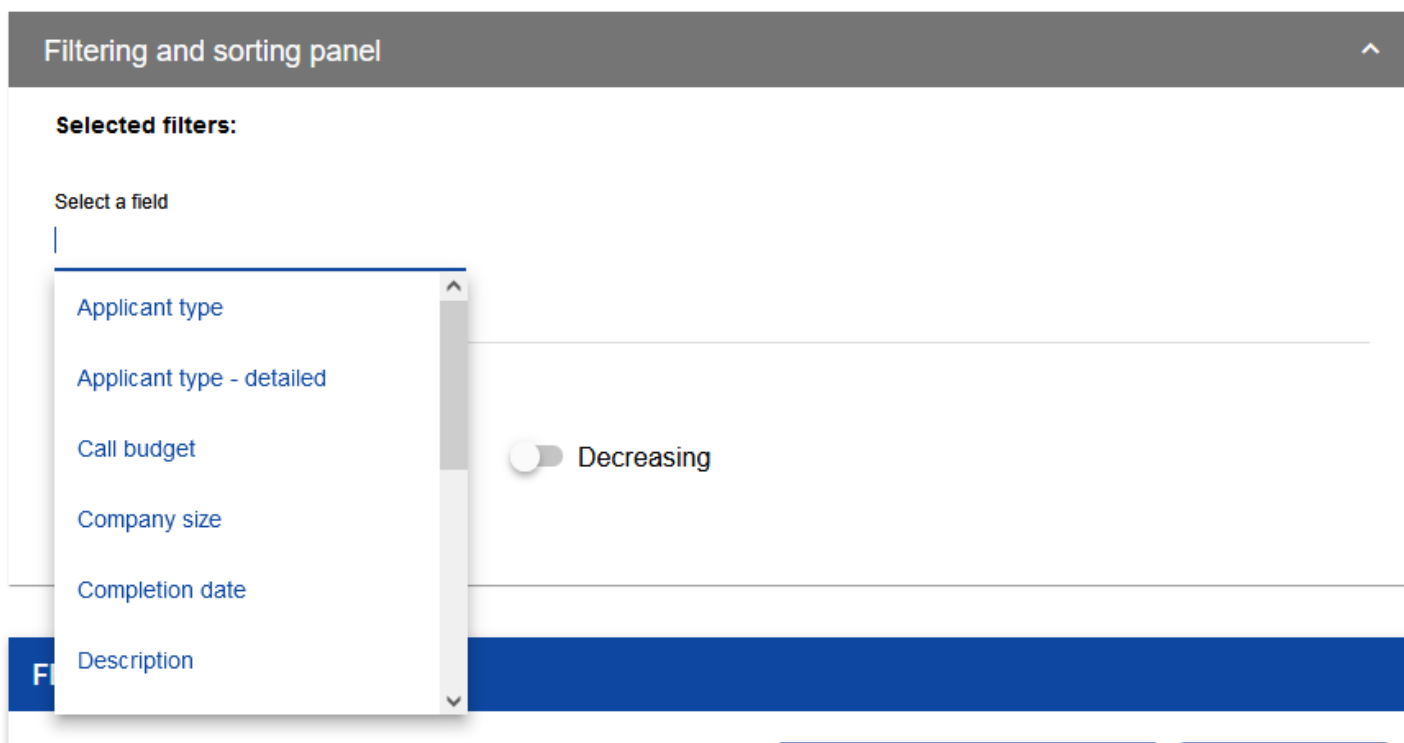 Filtering and sorting panel
Selected filters:
Select a field
Applicant type
Applicant type - detailed
Call budget
Decreasing
Company size
Completion date
Description